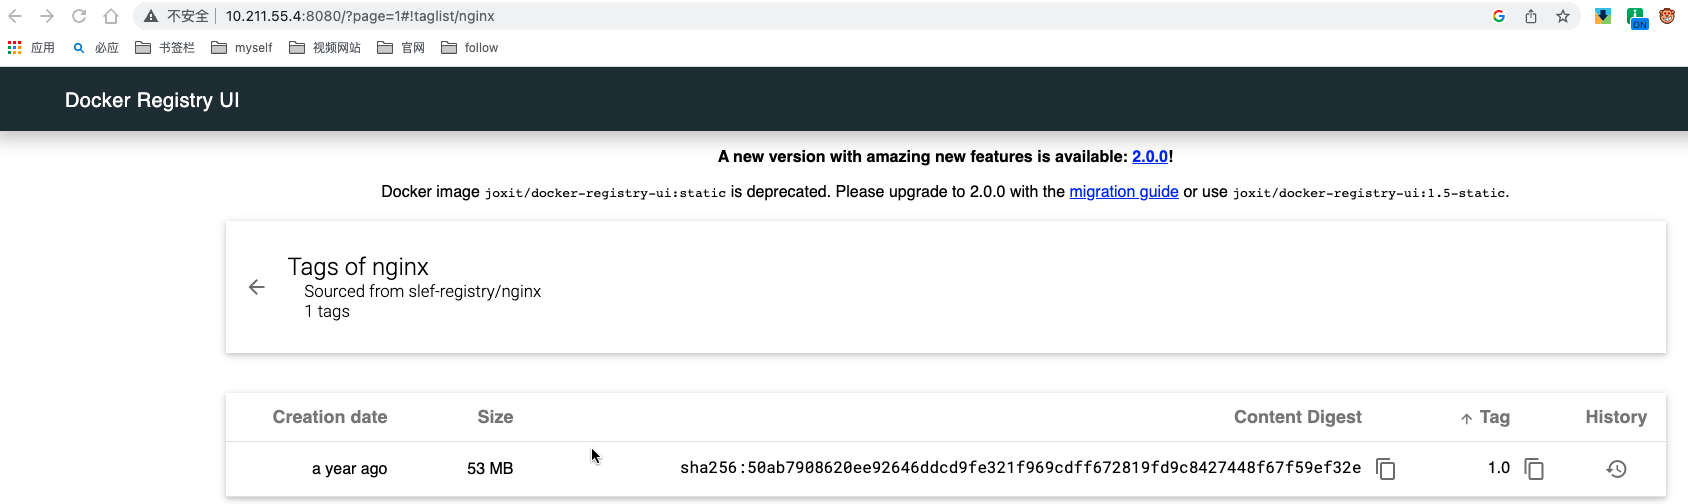 不安全 10.211.55.4:8080/?page=1#!taglist/nginx
ON
应用 必应 书签栏 myself 视频网站 官网 follow
Docker Registry UI
A new version with amazing new features is available: 2.0.0!
Docker image joxit/docker-registry-ui:static is deprecated. Please upgrade to 2.0.0 with the migration guide or use joxit/docker-registry-ui:1.5-static.
Tags of nginx
Sourced from slef-registry/nginx
1 tags
Creation date Size Content Digest Tag History
a year ago 53 MB sha256:50ab7908620ee92646ddcd9fe321f969cdff672819fd9c8427448f67f59ef32e 1.0